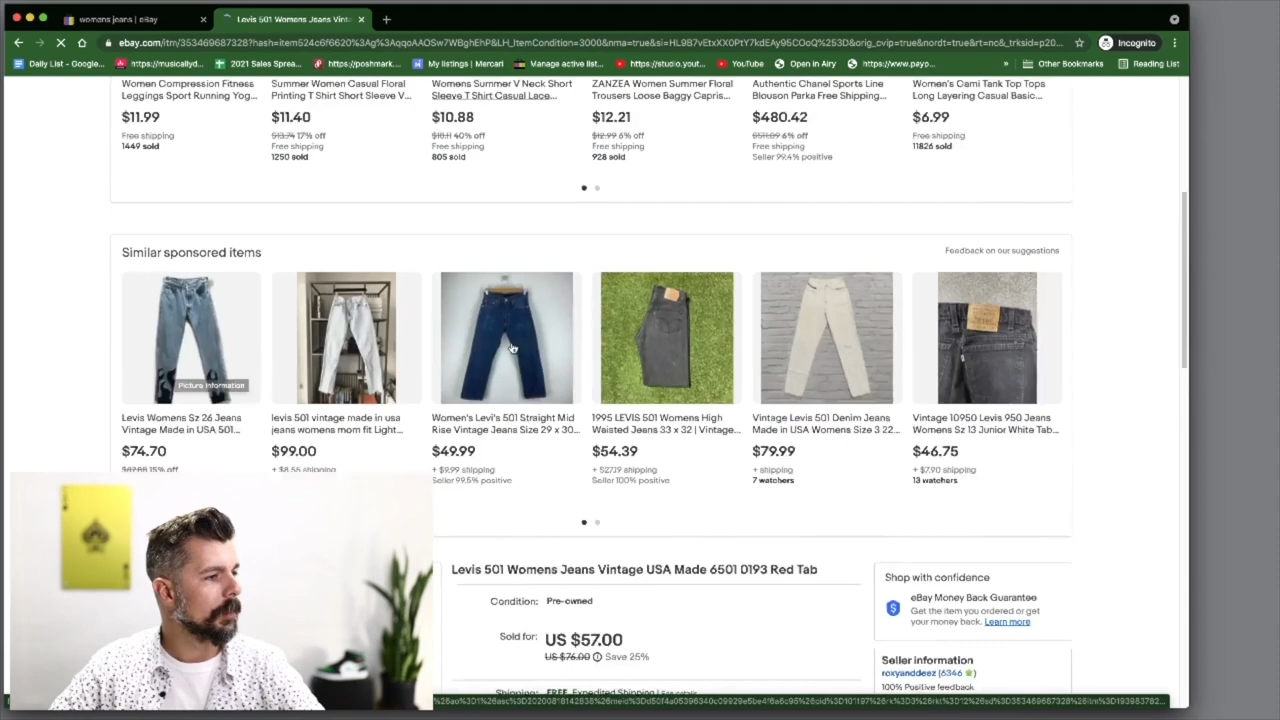 womens jeans | eBay
Levis 501 Womens Jeans Vinta
ebay.com/itm/353469687328?hash=item524c6f6620%3Ag%3AqqoAAOSw7WBghEhP&LH_ItemCondition=3000&nma=true&si=HL9B7vEtxXX0PtY7kdEAy95COoQ%253D&orig_cvip=true&nordt=true&rt=nc&_trksid=p20...
Incognito
Daily List - Google...
https://musicallyd...
2021 Sales Sprea...
https://poshmark....
My listings | Mercari
Manage active list...
https://studio.yout...
YouTube
Open in Airy
https://www.payp...
»
Other Bookmarks
Reading List
Women Compression Fitness
Leggings Sport Running Yog...
$11.99
Free shipping
1449 sold
Summer Women Casual Floral
Printing T Shirt Short Sleeve V...
$11.40
$13.74 17% off
Free shipping
1250 sold
Womens Summer V Neck Short
Sleeve T Shirt Casual Lace...
$10.88
$18.11 40% off
Free shipping
805 sold
ZANZEA Women Summer Floral
Trousers Loose Baggy Capris...
$12.21
$12.99 6% off
Free shipping
928 sold
Authentic Chanel Sports Line
Blouson Parka Free Shipping...
$480.42
$511.09 6% off
Free shipping
Seller 99.4% positive
Women's Cami Tank Top Tops
Long Layering Casual Basic...
$6.99
Free shipping
11826 sold
Similar sponsored items
Feedback on our suggestions
Picture information
Levis Womens Sz 26 Jeans
Vintage Made in USA 501...
$74.70
$87.88 15% off
levis 501 vintage made in usa
jeans womens mom fit Light...
$99.00
+ $8.55 shipping
Women's Levi's 501 Straight Mid
Rise Vintage Jeans Size 29 x 30...
$49.99
+ $9.99 shipping
Seller 99.5% positive
1995 LEVIS 501 Womens High
Waisted Jeans 33 x 32 | Vintage...
$54.39
+ $27.19 shipping
Seller 100% positive
Vintage Levis 501 Denim Jeans
Made in USA Womens Size 3 22...
$79.99
+ shipping
7 watchers
Vintage 10950 Levis 950 Jeans
Womens Sz 13 Junior White Tab...
$46.75
+ $7.90 shipping
13 watchers
Levis 501 Womens Jeans Vintage USA Made 6501 0193 Red Tab
Condition: Pre-owned
Sold for: US $57.00
US $76.00 Save 25%
Shipping: FREE Expedited Shipping | See details
Shop with confidence
eBay Money Back Guarantee
Get the item you ordered or get
your money back. Learn more
Seller information
roxyanddeez (6346)
100% Positive feedback